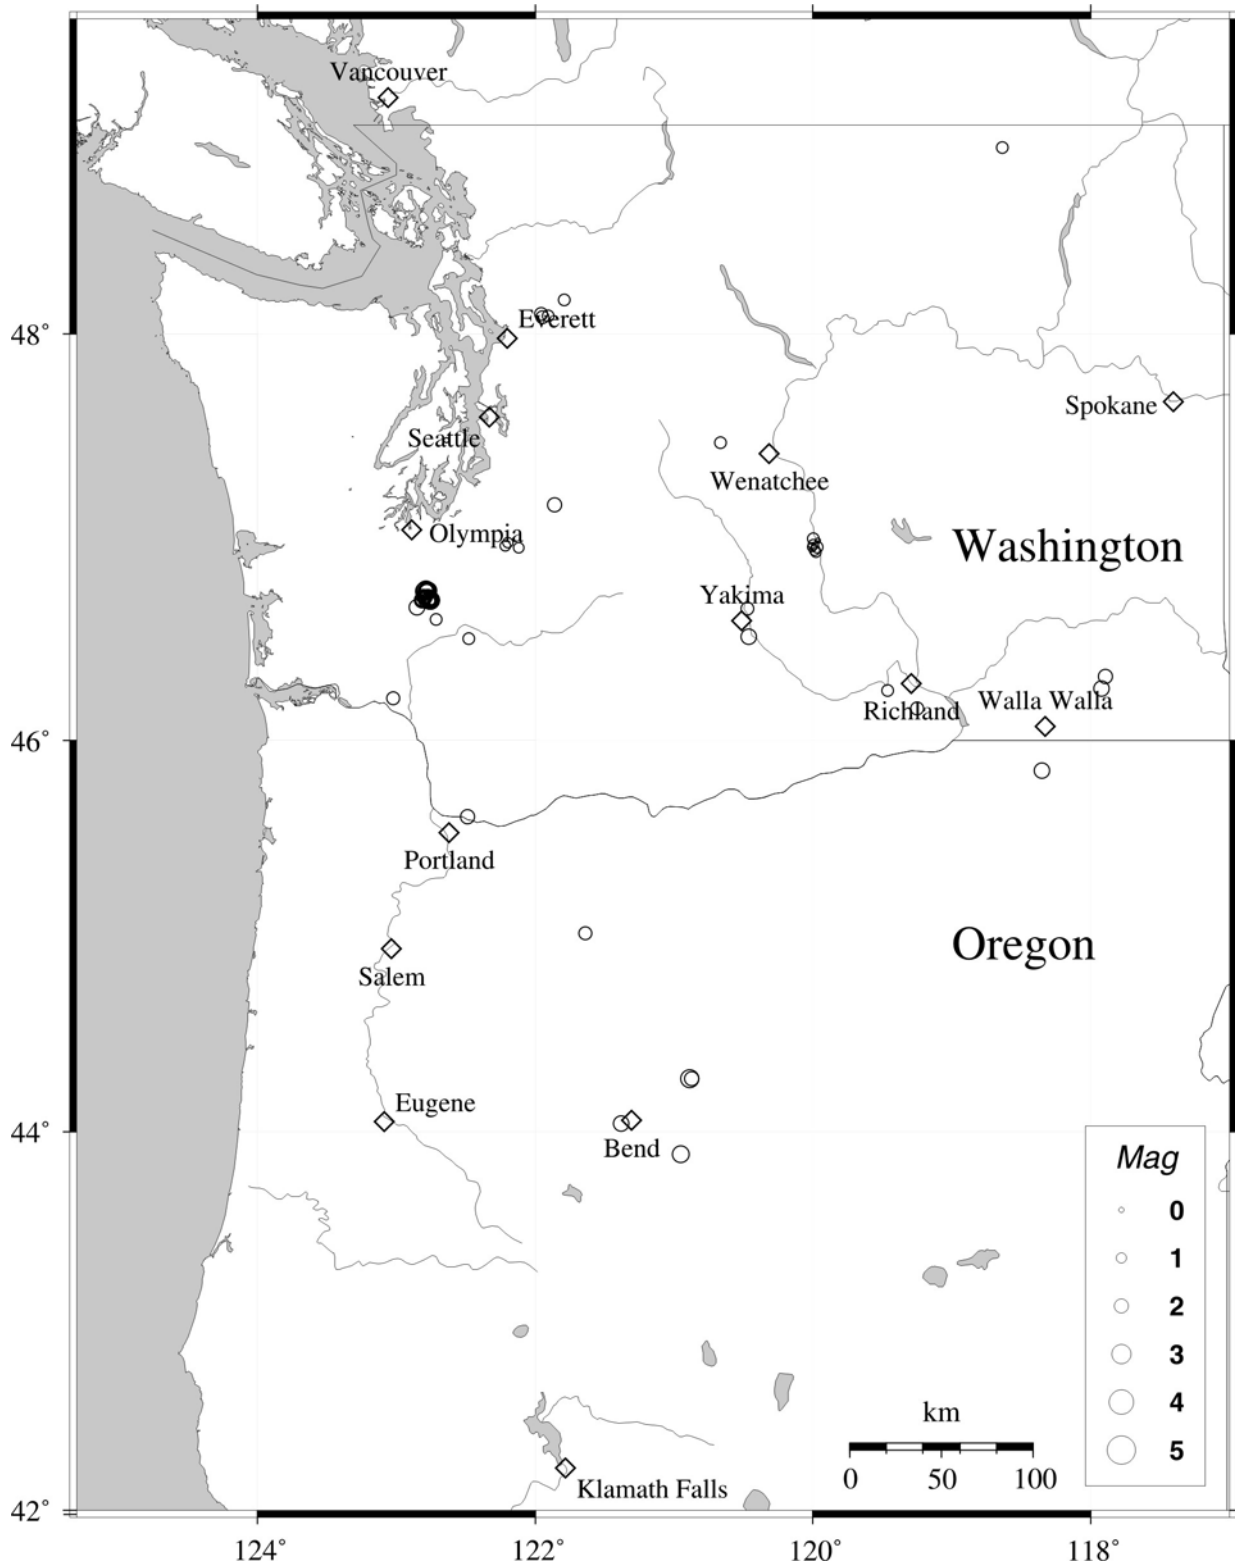 Vancouver
Everett
48°
Spokane
Seattle
Wenatchee
Olympia
Washington
Yakima
Walla Walla
Richland
46°
Portland
Oregon
Salem
Eugene
44°
Bend
Mag
0
1
2
3
4
5
km
0 50 100
Klamath Falls
42°
124° 122° 120° 118°